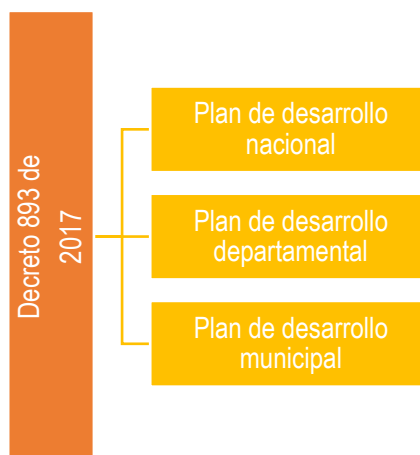 Decreto 893 de
2017
Plan de desarrollo
nacional
Plan de desarrollo
departamental
Plan de desarrollo
municipal